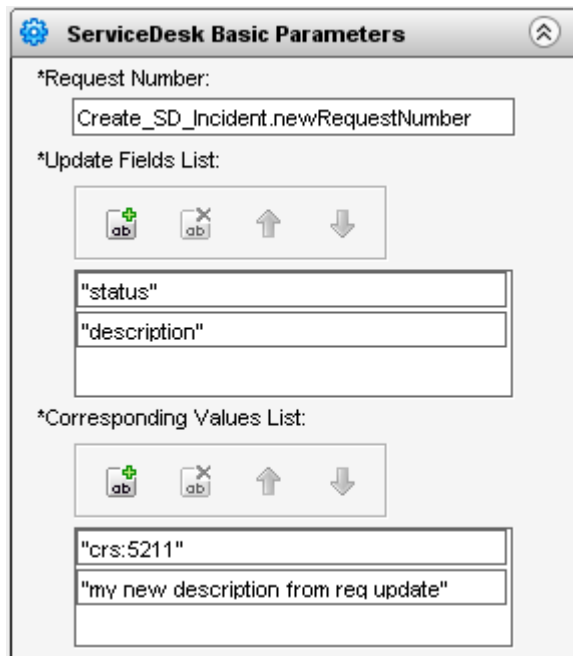 ServiceDesk Basic Parameters
*Request Number:
Create_SD_Incident.newRequestNumber
*Update Fields List:
ab ab
"status"
"description"
*Corresponding Values List:
ab ab
"crs:5211"
"my new description from req update"